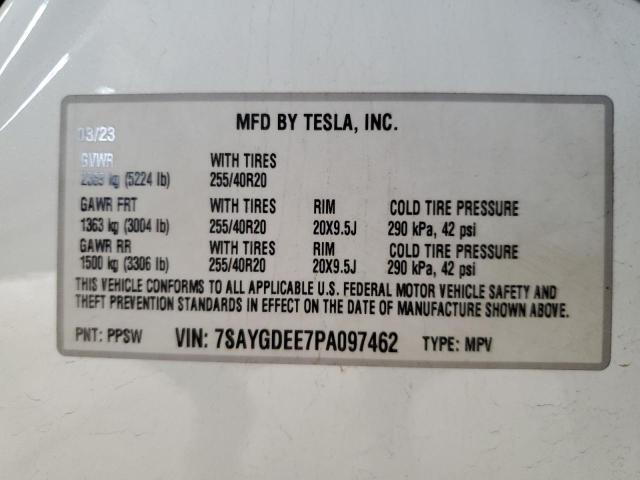 MFD BY TESLA, INC.
03/23
GVWR WITH TIRES
kg (5224 lb) 255/40R20
GAWR FRT WITH TIRES RIM COLD TIRE PRESSURE
1363 kg (3004 lb) 255/40R20 20X9.5J 290 kPa, 42 psi
GAWR RR WITH TIRES RIM COLD TIRE PRESSURE
1500 kg (3306 lb) 255/40R20 20X9.5J 290 kPa, 42 psi
THIS VEHICLE CONFORMS TO ALL APPLICABLE U.S. FEDERAL MOTOR VEHICLE SAFETY AND
THEFT PREVENTION STANDARDS IN EFFECT ON THE DATE OF MANUFACTURE SHOWN ABOVE.
PNT: PPSW VIN: 7SAYGDEE7PA097462 TYPE: MPV